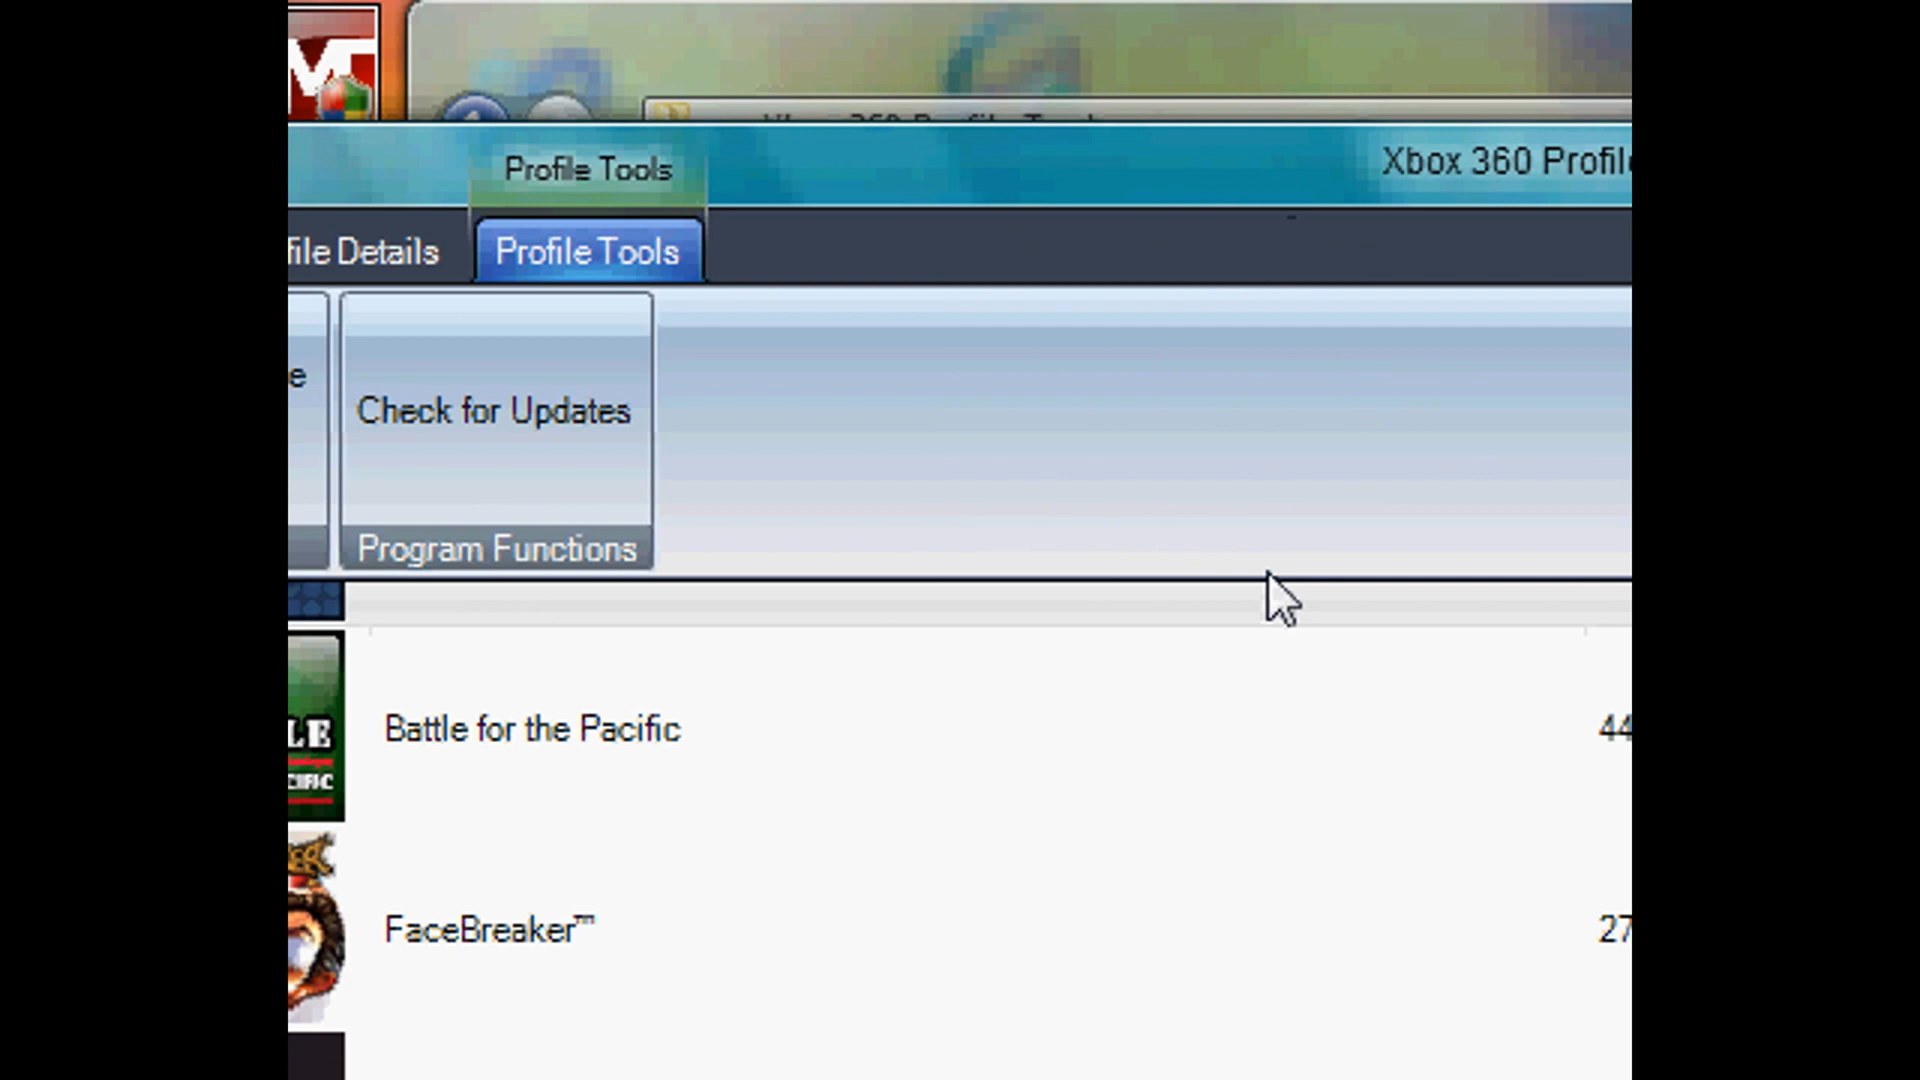 M
Profile Tools
Xbox 360 Profile
file Details
Profile Tools
e
Check for Updates
Program Functions
LE
CIFIC
Battle for the Pacific
44
FaceBreaker™
27